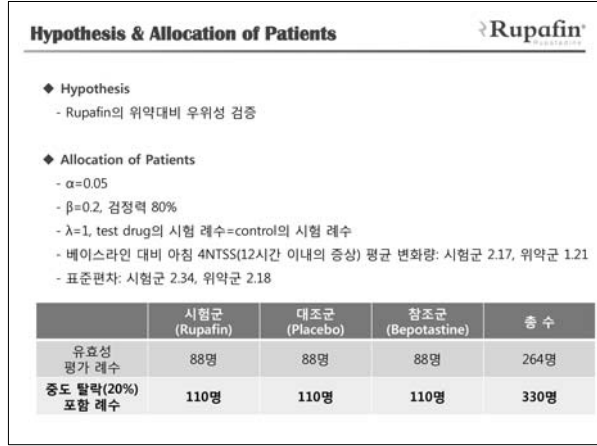 Hypothesis & Allocation of Patients
Rupafin
Rupatadine
◆ Hypothesis
- Rupafin의 위약대비 우위성 검증
◆ Allocation of Patients
- α=0.05
- β=0.2, 검정력 80%
- λ=1, test drug의 시험 례수=control의 시험 례수
- 베이스라인 대비 아침 4NTSS(12시간 이내의 증상) 평균 변화량: 시험군 2.17, 위약군 1.21
- 표준편차: 시험군 2.34, 위약군 2.18
시험군 대조군 참조군 총 수
(Rupafin) (Placebo) (Bepotastine)
유효성
평가 례수 88명 88명 88명 264명
중도 탈락(20%)
포함 례수 110명 110명 110명 330명